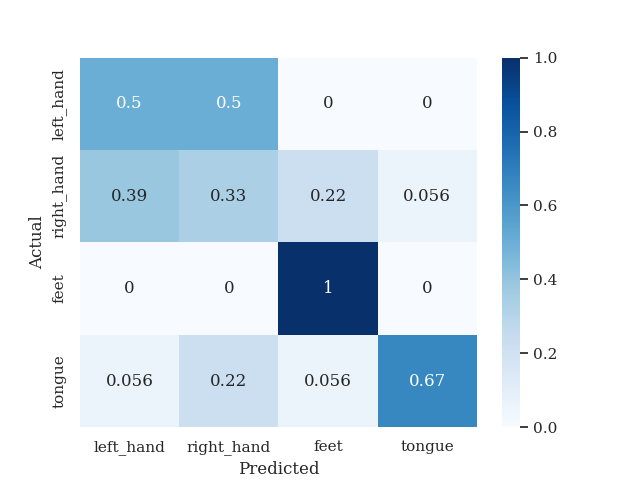 left_hand 0.5 0.5 0 0
right_hand 0.39 0.33 0.22 0.056
feet 0 0 1 0
tongue 0.056 0.22 0.056 0.67
left_hand right_hand feet tongue
Predicted
Actual
1.0
0.8
0.6
0.4
0.2
0.0